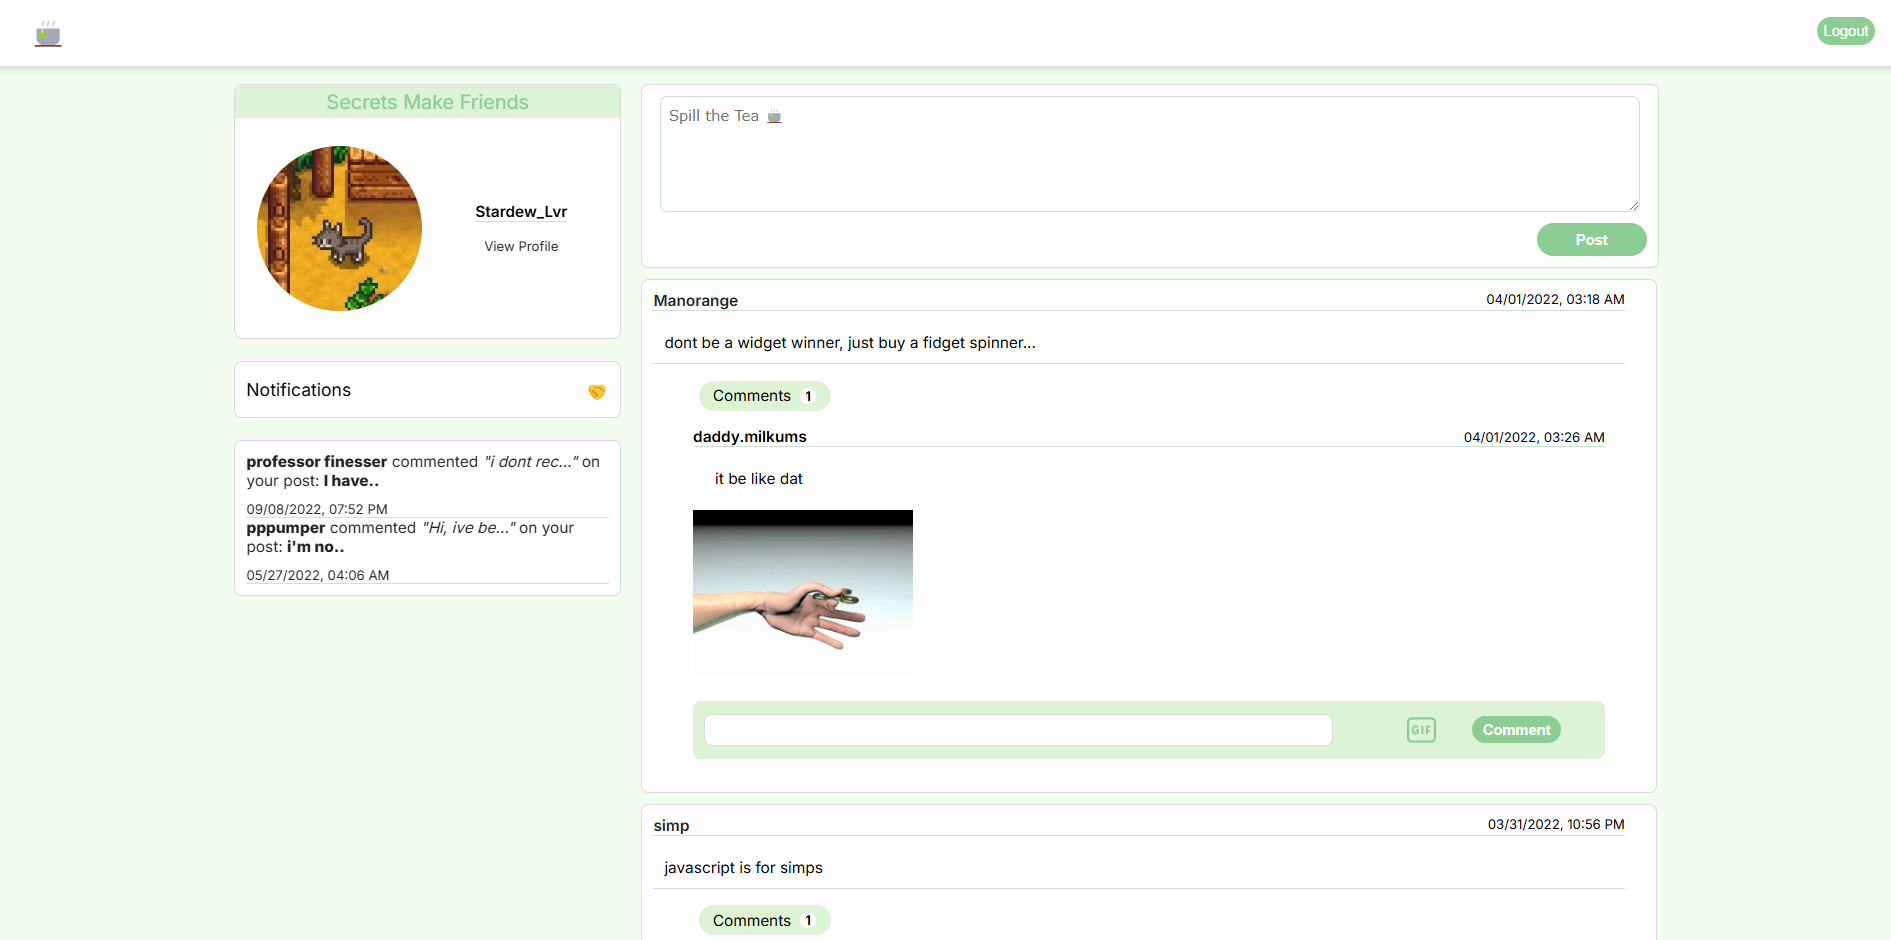 Logout
Secrets Make Friends
Stardew_Lvr
View Profile
Notifications
professor finesser commented "i dont rec..." on
your post: I have..
09/08/2022, 07:52 PM
pppumper commented "Hi, ive be..." on your
post: i'm no..
05/27/2022, 04:06 AM
Spill the Tea
Post
Manorange 04/01/2022, 03:18 AM
dont be a widget winner, just buy a fidget spinner...
Comments 1
daddy.milkums 04/01/2022, 03:26 AM
it be like dat
GIF Comment
simp 03/31/2022, 10:56 PM
javascript is for simps
Comments 1